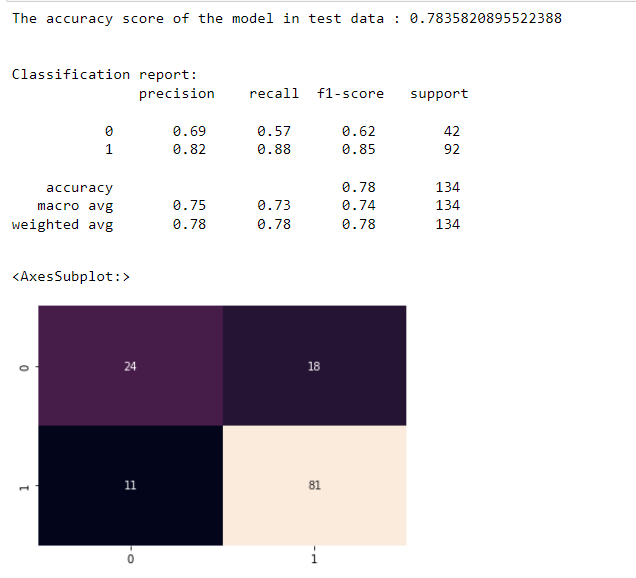 The accuracy score of the model in test data : 0.7835820895522388
Classification report:
precision recall f1-score support
0 0.69 0.57 0.62 42
1 0.82 0.88 0.85 92
accuracy 0.78 134
macro avg 0.75 0.73 0.74 134
weighted avg 0.78 0.78 0.78 134
<AxesSubplot:>
0 24 18
1 11 81
0 1